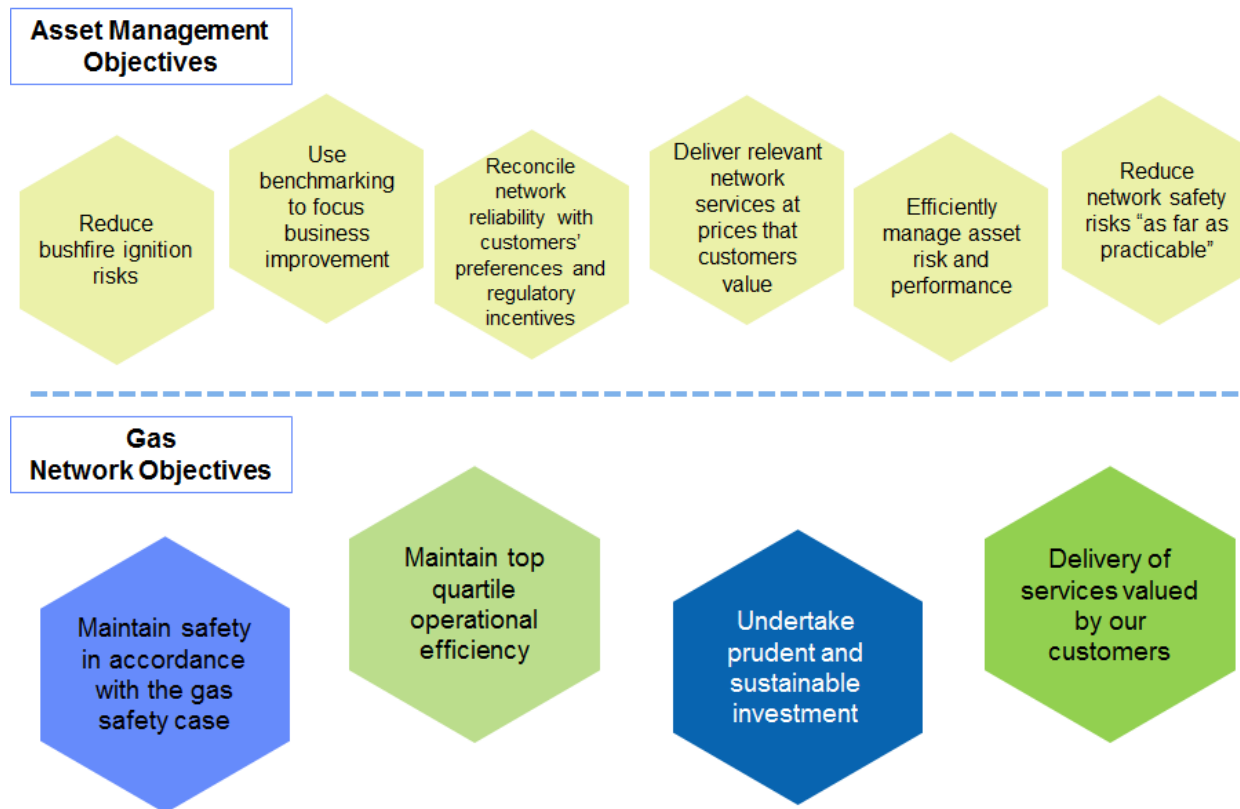 Asset Management
Objectives
Reduce
bushfire ignition
risks
Use
benchmarking
to focus
business
improvement
Reconcile
network
reliability with
customers’
preferences and
regulatory
incentives
Deliver relevant
network
services at
prices that
customers
value
Efficiently
manage asset
risk and
performance
Reduce
network safety
risks “as far as
practicable”
Gas
Network Objectives
Maintain safety
in accordance
with the gas
safety case
Maintain top
quartile
operational
efficiency
Undertake
prudent and
sustainable
investment
Delivery of
services valued
by our
customers